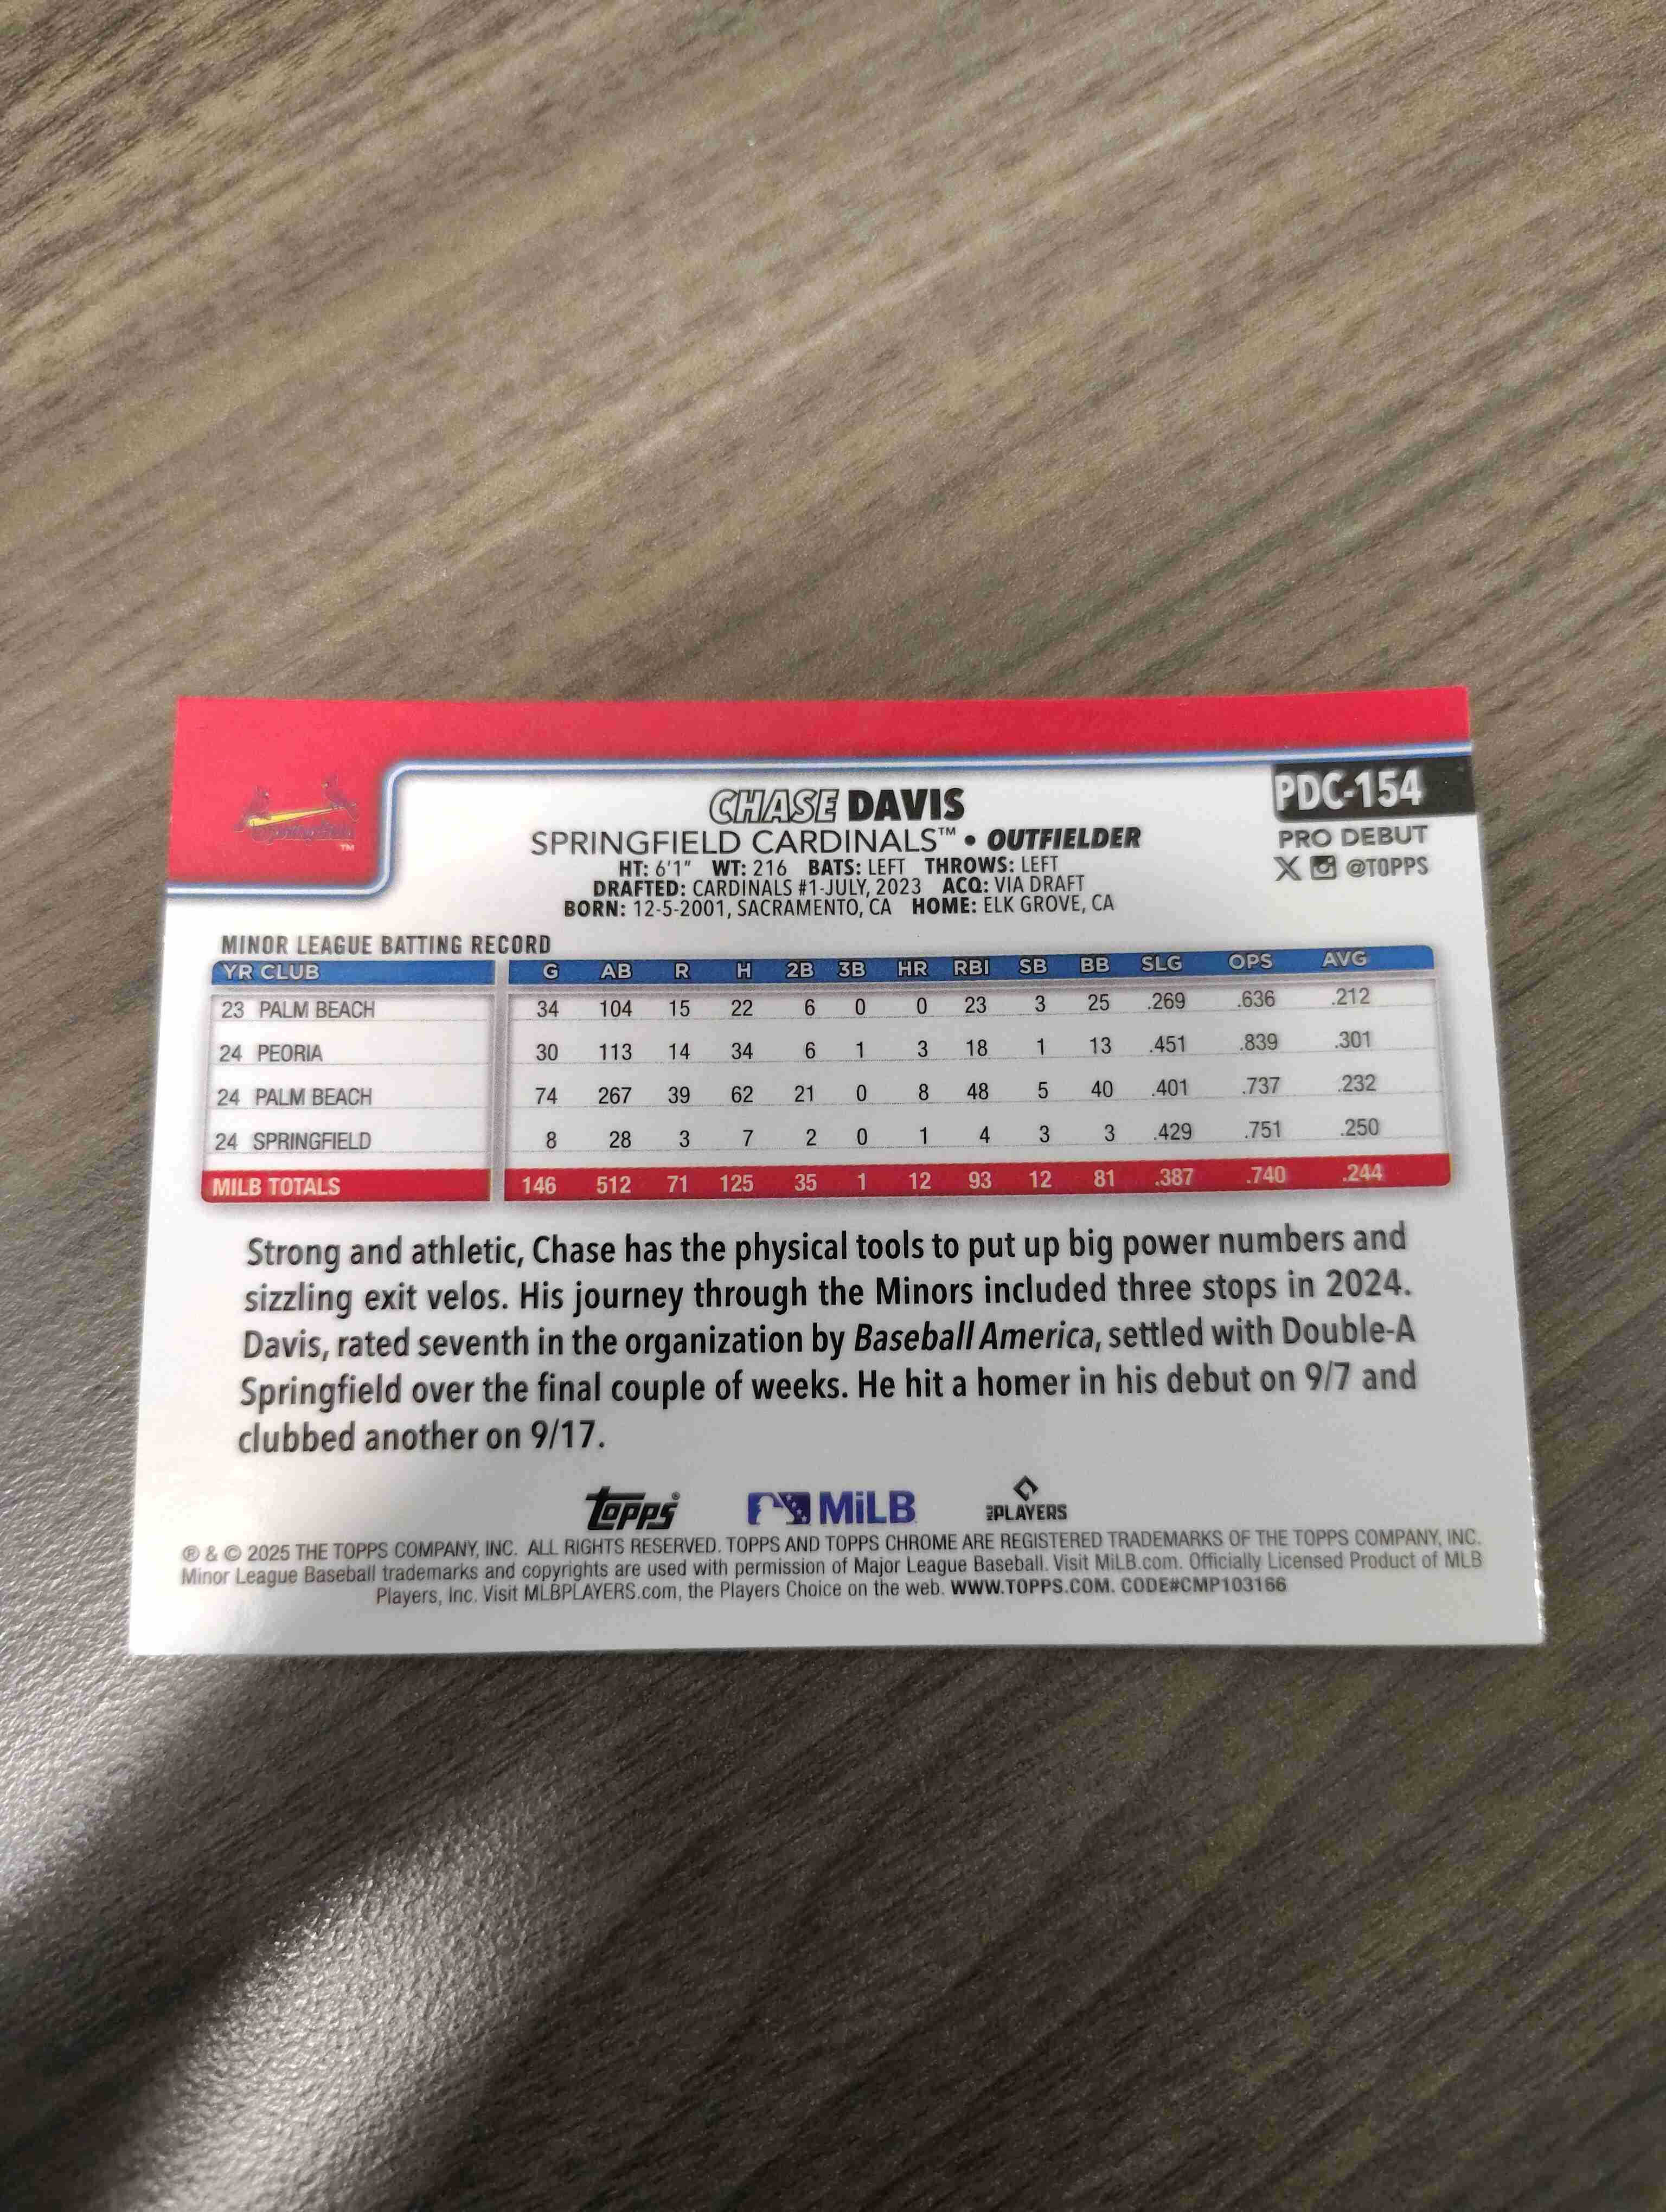 CHASE DAVIS
PDC-154
SPRINGFIELD CARDINALS™ • OUTFIELDER
PRO DEBUT
HT: 6'1" WT: 216 BATS: LEFT THROWS: LEFT
X @TOPPS
DRAFTED: CARDINALS #1-JULY, 2023 ACQ: VIA DRAFT
BORN: 12-5-2001, SACRAMENTO, CA HOME: ELK GROVE, CA
Springfield ™
MINOR LEAGUE BATTING RECORD
YR CLUB G AB R H 2B 3B HR RBI SB BB SLG OPS AVG
23 PALM BEACH 34 104 15 22 6 0 0 23 3 25 .269 .636 .212
24 PEORIA 30 113 14 34 6 1 3 18 1 13 .451 .839 .301
24 PALM BEACH 74 267 39 62 21 0 8 48 5 40 .401 .737 .232
24 SPRINGFIELD 8 28 3 7 2 0 1 4 3 3 .429 .751 .250
MILB TOTALS 146 512 71 125 35 1 12 93 12 81 .387 .740 .244
Strong and athletic, Chase has the physical tools to put up big power numbers and
sizzling exit velos. His journey through the Minors included three stops in 2024.
Davis, rated seventh in the organization by Baseball America, settled with Double-A
Springfield over the final couple of weeks. He hit a homer in his debut on 9/7 and
clubbed another on 9/17.
TOPPS® MiLB MLB PLAYERS
® & © 2025 THE TOPPS COMPANY, INC. ALL RIGHTS RESERVED. TOPPS AND TOPPS CHROME ARE REGISTERED TRADEMARKS OF THE TOPPS COMPANY, INC.
Minor League Baseball trademarks and copyrights are used with permission of Major League Baseball. Visit MiLB.com. Officially Licensed Product of MLB
Players, Inc. Visit MLBPLAYERS.com, the Players Choice on the web. WWW.TOPPS.COM. CODE#CMP103166